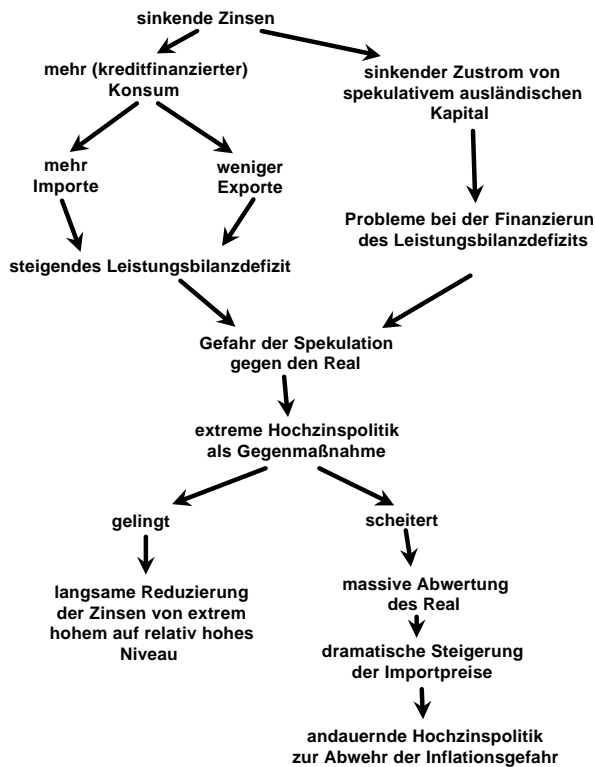 sinkende Zinsen
mehr (kreditfinanzierter)
Konsum
sinkender Zustrom von
spekulativem ausländischen
Kapital
mehr
Importe
weniger
Exporte
Probleme bei der Finanzierun
des Leistungsbilanzdefizits
steigendes Leistungsbilanzdefizit
Gefahr der Spekulation
gegen den Real
extreme Hochzinspolitik
als Gegenmaßnahme
gelingt
scheitert
langsame Reduzierung
der Zinsen von extrem
hohem auf relativ hohes
Niveau
massive Abwertung
des Real
dramatische Steigerung
der Importpreise
andauernde Hochzinspolitik
zur Abwehr der Inflationsgefahr